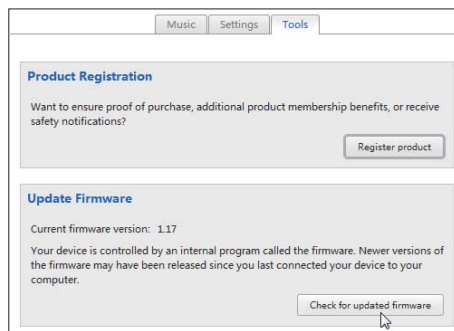 Music Settings Tools
Product Registration
Want to ensure proof of purchase, additional product membership benefits, or receive
safety notifications?
Register product
Update Firmware
Current firmware version: 1.17
Your device is controlled by an internal program called the firmware. Newer versions of
the firmware may have been released since you last connected your device to your
computer.
Check for updated firmware